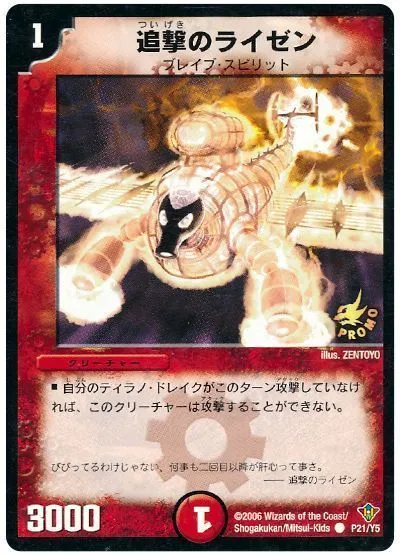 1
ついげき
追撃のライゼン
ブレイブ・スピリット
PROMO
illus. ZENTOYO
クリーチャー
■ 自分のティラノ・ドレイクがこのターン攻撃していなけ
れば、このクリーチャーは攻撃することができない。
びびってるわけじゃない、何事も二回目以降が肝心って事さ。
—— 追撃のライゼン
3000
1
©2006 Wizards of the Coast/
Shogakukan/Mitsui-Kids ● P21/Y5